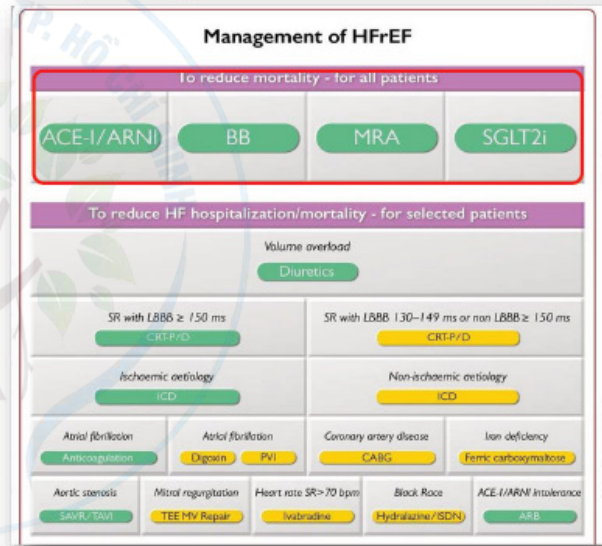 TP. HỒ CHÍ MINH
Management of HFrEF
To reduce mortality - for all patients
ACE-I/ARNI BB MRA SGLT2i
To reduce HF hospitalization/mortality - for selected patients
Volume overload
Diuretics
SR with LBBB ≥ 150 ms SR with LBBB 130–149 ms or non LBBB ≥ 150 ms
CRT-P/D CRT-P/D
Ischaemic aetiology Non-ischaemic aetiology
ICD ICD
Atrial fibrillation Atrial fibrillation Coronary artery disease Iron deficiency
Anticoagulation Digoxin PVI CABG Ferric carboxymaltose
Aortic stenosis Mitral regurgitation Heart rate SR>70 bpm Black Race ACE-I/ARNI intolerance
SAVR/TAVI TEE MV Repair Ivabradine Hydralazine/ISDN ARB